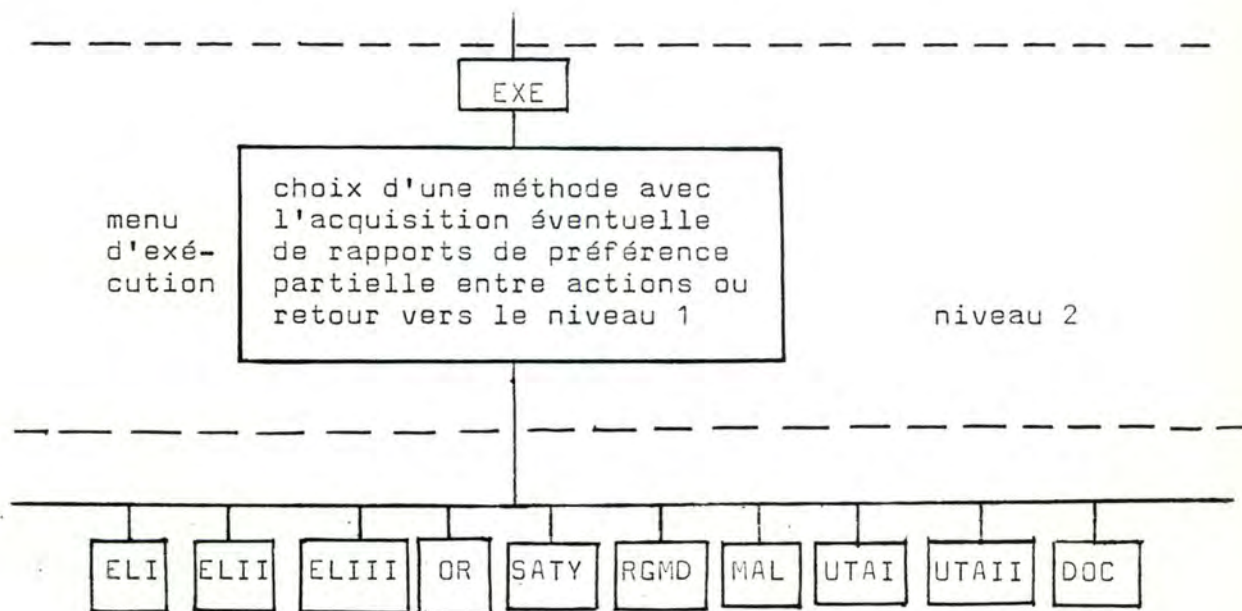 EXE
menu
d'exé-
cution
choix d'une méthode avec
l'acquisition éventuelle
de rapports de préférence
partielle entre actions ou
retour vers le niveau 1
niveau 2
ELI ELII ELIII OR SATY RGMD MAL UTAI UTAII DOC